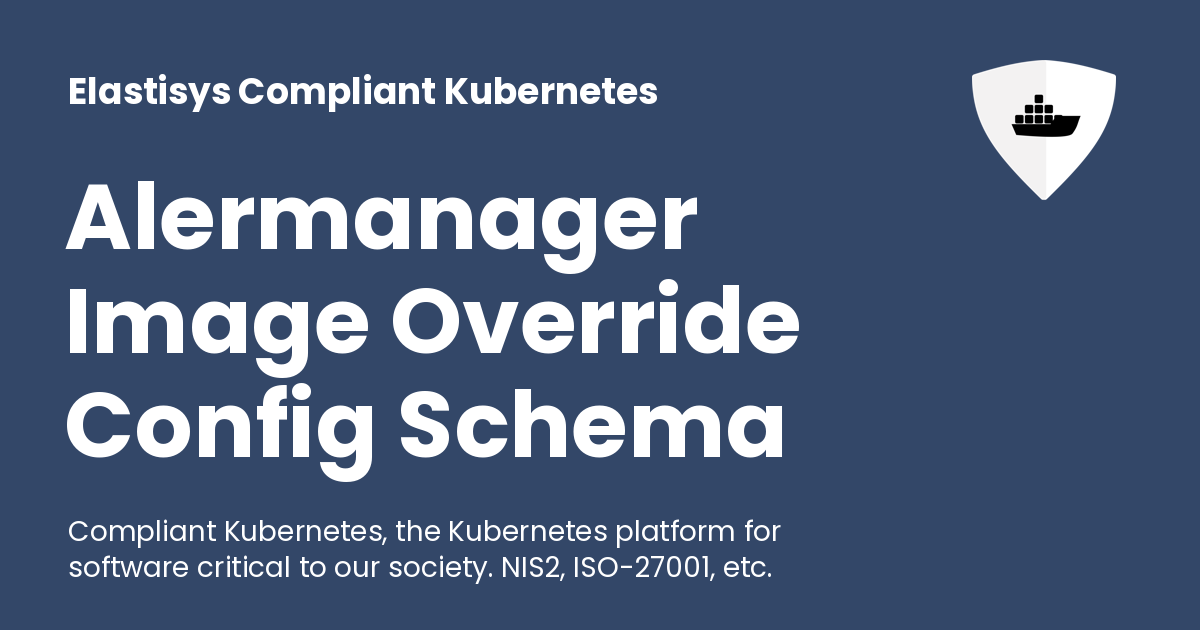 Elastisys Compliant Kubernetes
Alermanager
Image Override
Config Schema
Compliant Kubernetes, the Kubernetes platform for
software critical to our society. NIS2, ISO-27001, etc.